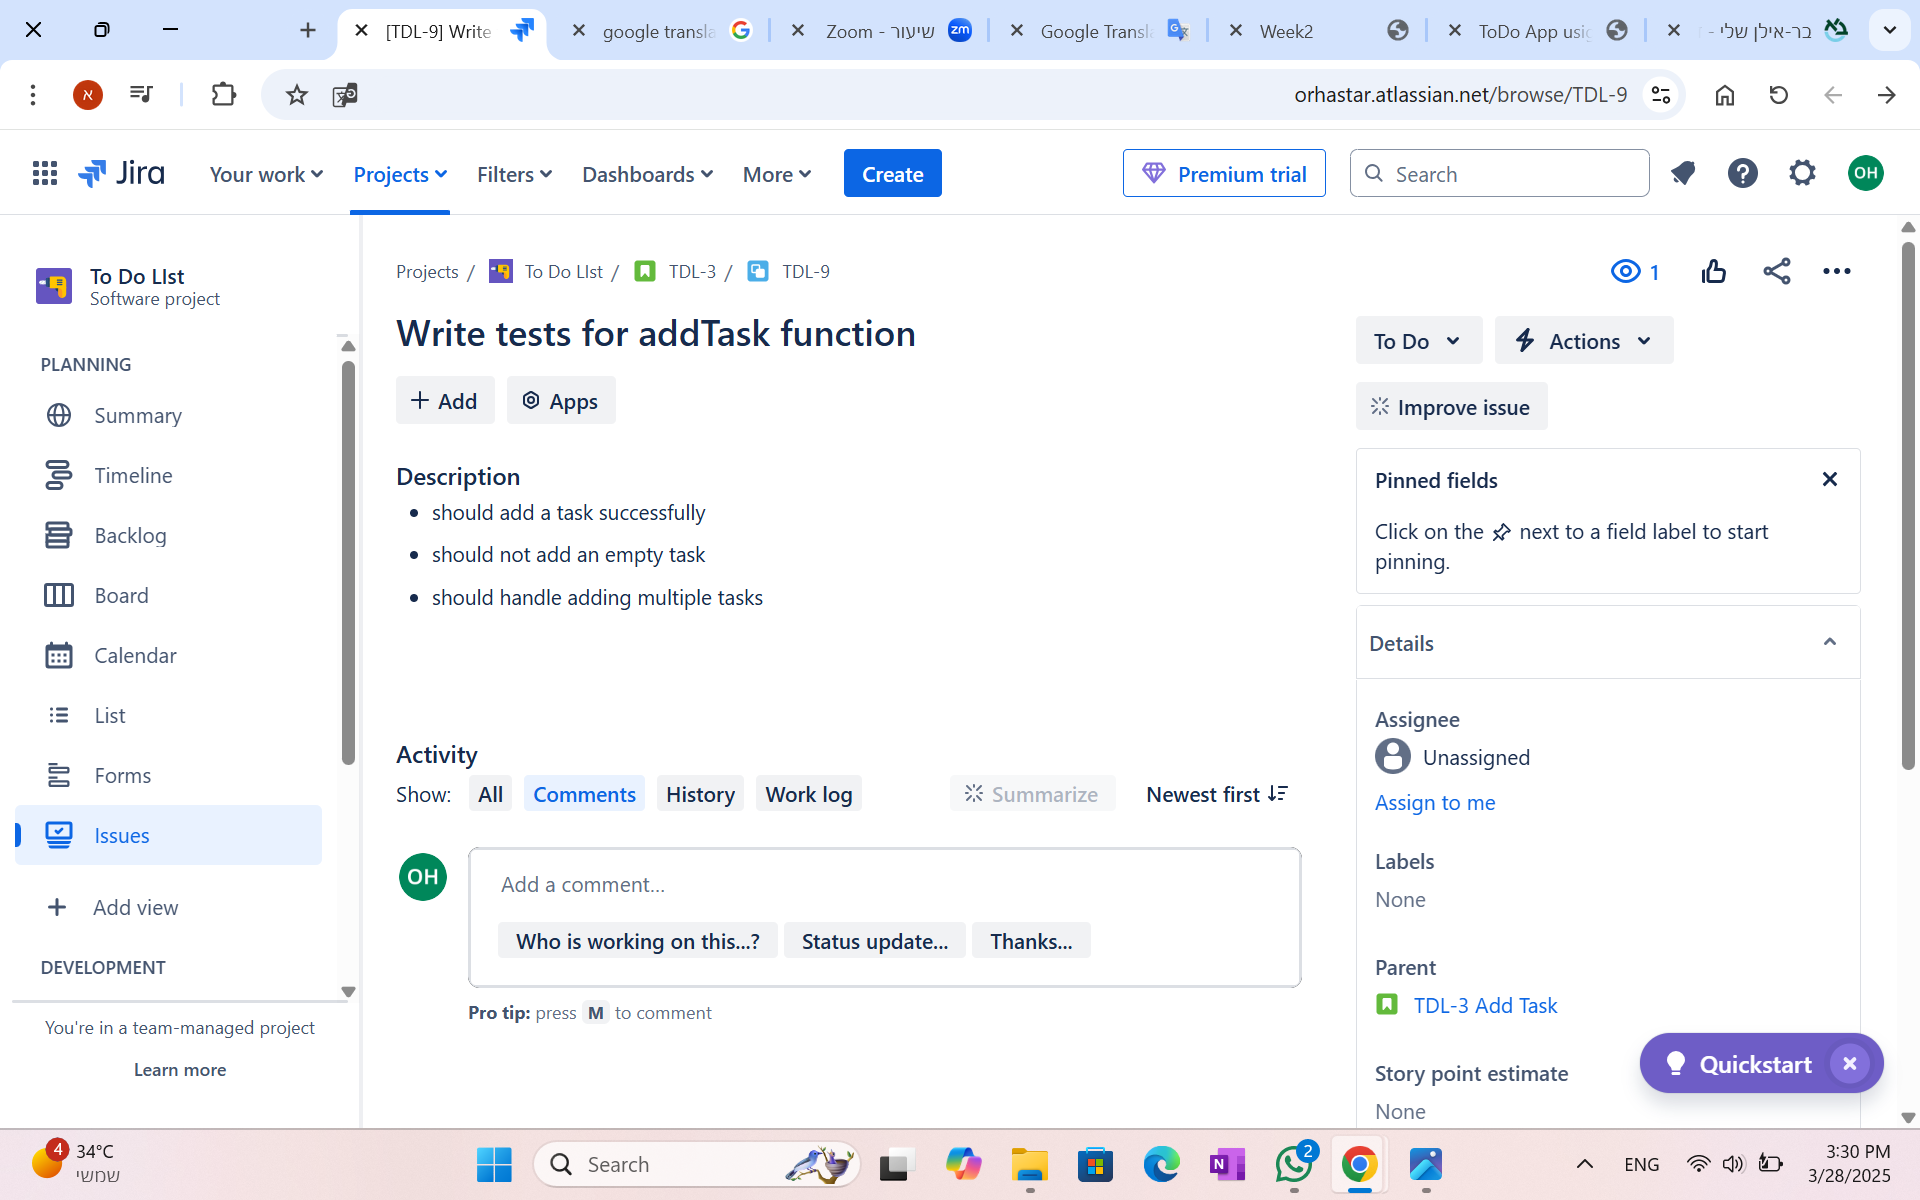 [TDL-9] Write
google transla
Zoom - שיעור
Google Transla
Week2
ToDo App usi
בר-אילן שלי -
א
orhastar.atlassian.net/browse/TDL-9
Jira
Your work
Projects
Filters
Dashboards
More
Create
Premium trial
Search
OH
To Do LIst
Software project
PLANNING
Summary
Timeline
Backlog
Board
Calendar
List
Forms
Issues
Add view
DEVELOPMENT
You're in a team-managed project
Learn more
Projects / To Do LIst / TDL-3 / TDL-9
1
Write tests for addTask function
Add
Apps
Description
should add a task successfully
should not add an empty task
should handle adding multiple tasks
Activity
Show: All Comments History Work log
Summarize
Newest first
OH
Add a comment...
Who is working on this...?
Status update...
Thanks...
Pro tip: press M to comment
To Do
Actions
Improve issue
Pinned fields
Click on the next to a field label to start
pinning.
Details
Assignee
Unassigned
Assign to me
Labels
None
Parent
TDL-3 Add Task
Story point estimate
None
Quickstart
4
34°C
שמשי
Search
2
ENG
3:30 PM
3/28/2025